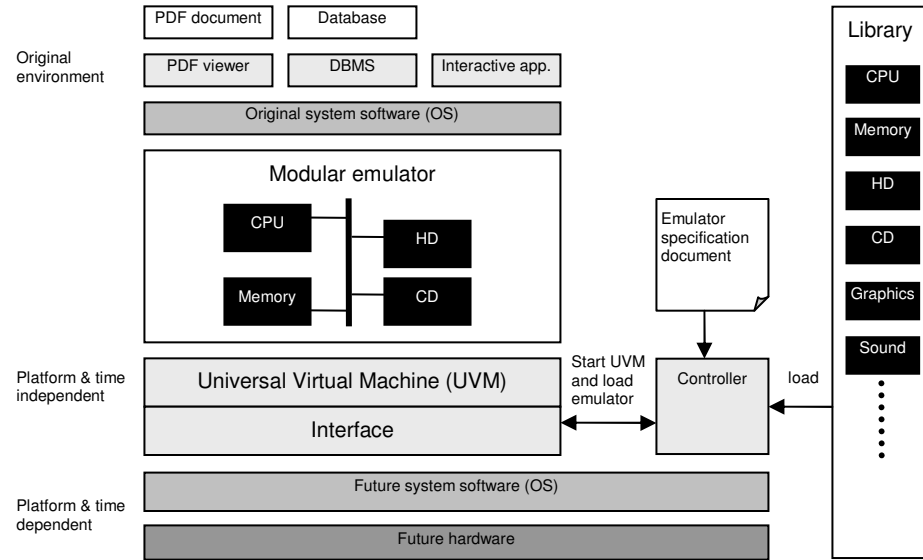 PDF document
Database
Library
Original
environment
PDF viewer
DBMS
Interactive app.
Original system software (OS)
CPU
Memory
HD
CD
Graphics
Sound
Modular emulator
CPU
HD
Memory
CD
Emulator
specification
document
Platform & time
independent
Universal Virtual Machine (UVM)
Interface
Start UVM
and load
emulator
Controller
load
Platform & time
dependent
Future system software (OS)
Future hardware